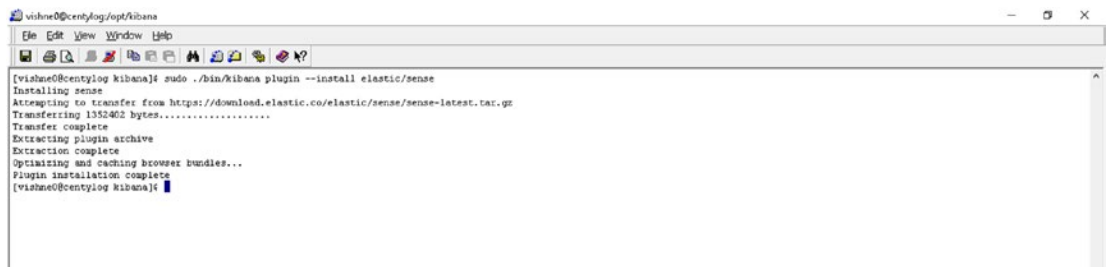 vishne0@centylog:/opt/kibana
File Edit View Window Help
[vishne0@centylog kibana]$ sudo ./bin/kibana plugin --install elastic/sense
Installing sense
Attempting to transfer from https://download.elastic.co/elastic/sense/sense-latest.tar.gz
Transferring 1352402 bytes....................
Transfer complete
Extracting plugin archive
Extraction complete
Optimizing and caching browser bundles...
Plugin installation complete
[vishne0@centylog kibana]$